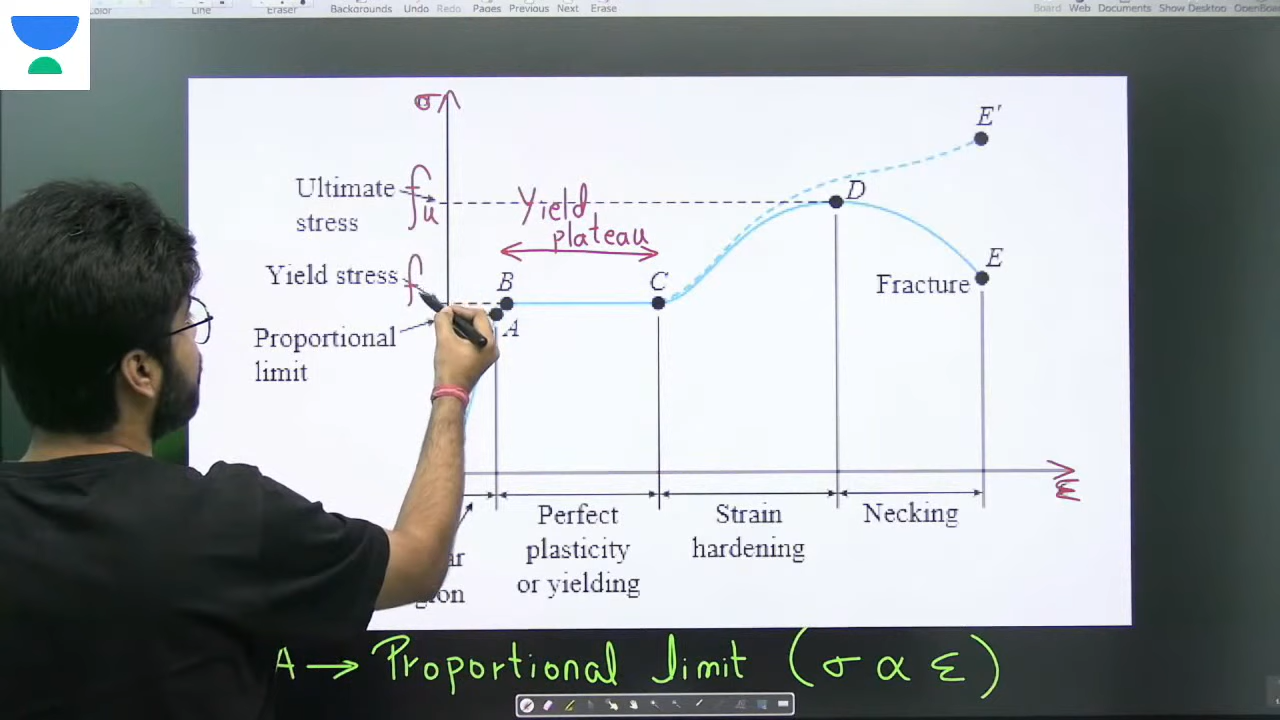 Color Line Eraser Backgrounds Undo Redo Pages Previous Next Erase Board Web Documents Show Desktop OpenBoard
σ
E'
Ultimate
stress
fu
Yield
plateau
D
Yield stress
f
B
C
E
Fracture
A
Proportional
limit
ε
Perfect
plasticity
or yielding
Strain
hardening
Necking
A → Proportional limit (σ α ε)